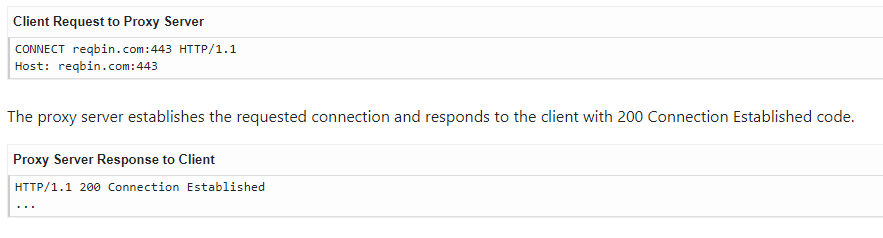 Client Request to Proxy Server
CONNECT reqbin.com:443 HTTP/1.1
Host: reqbin.com:443
The proxy server establishes the requested connection and responds to the client with 200 Connection Established code.
Proxy Server Response to Client
HTTP/1.1 200 Connection Established
...